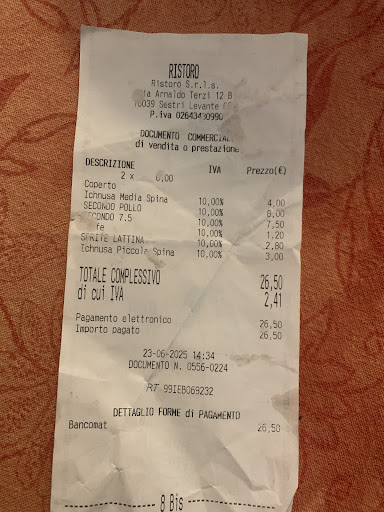 RISTORO
Ristoro S.r.l.s.
Via Arnaldo Terzi 12 B
16039 Sestri Levante
P.iva 02643430990
DOCUMENTO COMMERCIALE
di vendita o prestazione
DESCRIZIONE IVA Prezzo(€)
2 x 0,00
Coperto
Ichnusa Media Spina 10,00% 4,00
SECONDO POLLO 10,00% 8,00
SECONDO 7.5 10,00% 7,50
fe 10,00% 1,20
SPRITE LATTINA 10,00% 2,80
Ichnusa Piccola Spina 10,00% 3,00
TOTALE COMPLESSIVO 26,50
di cui IVA 2,41
Pagamento elettronico 26,50
Importo pagato 26,50
23-06-2025 14:34
DOCUMENTO N. 0556-0224
RT 99IEB069232
DETTAGLIO FORME di PAGAMENTO
Bancomat 26,50
8 Bis